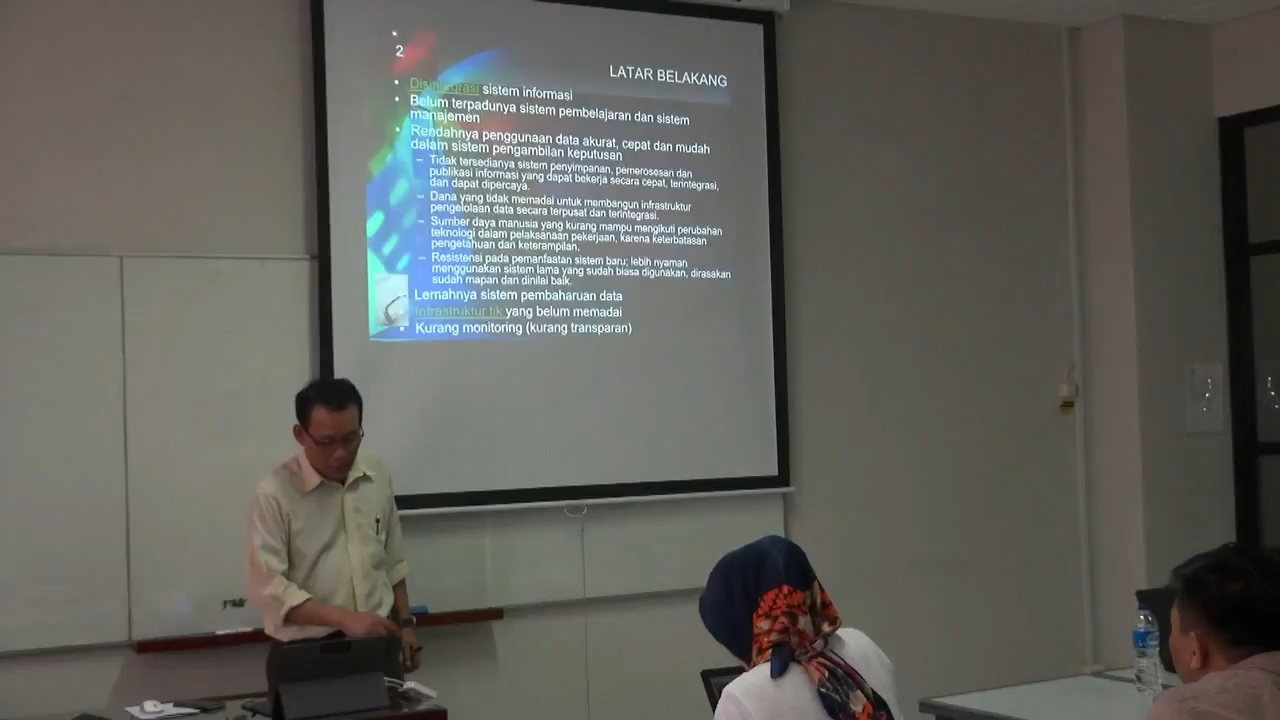 2
LATAR BELAKANG
• Disintegrasi sistem informasi
• Belum terpadunya sistem pembelajaran dan sistem
manajemen
• Rendahnya penggunaan data akurat, cepat dan mudah
dalam sistem pengambilan keputusan
– Tidak tersedianya sistem penyimpanan, pemerosesan dan
publikasi informasi yang dapat bekerja secara cepat, terintegrasi,
dan dapat dipercaya.
– Dana yang tidak memadai untuk membangun infrastruktur
pengelolaan data secara terpusat dan terintegrasi.
– Sumber daya manusia yang kurang mampu mengikuti perubahan
teknologi dalam pelaksanaan pekerjaan, karena keterbatasan
pengetahuan dan keterampilan.
– Resistensi pada pemanfaatan sistem baru; lebih nyaman
menggunakan sistem lama yang sudah biasa digunakan, dirasakan
sudah mapan dan dinilai baik.
Lemahnya sistem pembaharuan data
• Infrastruktur tik yang belum memadai
• Kurang monitoring (kurang transparan)